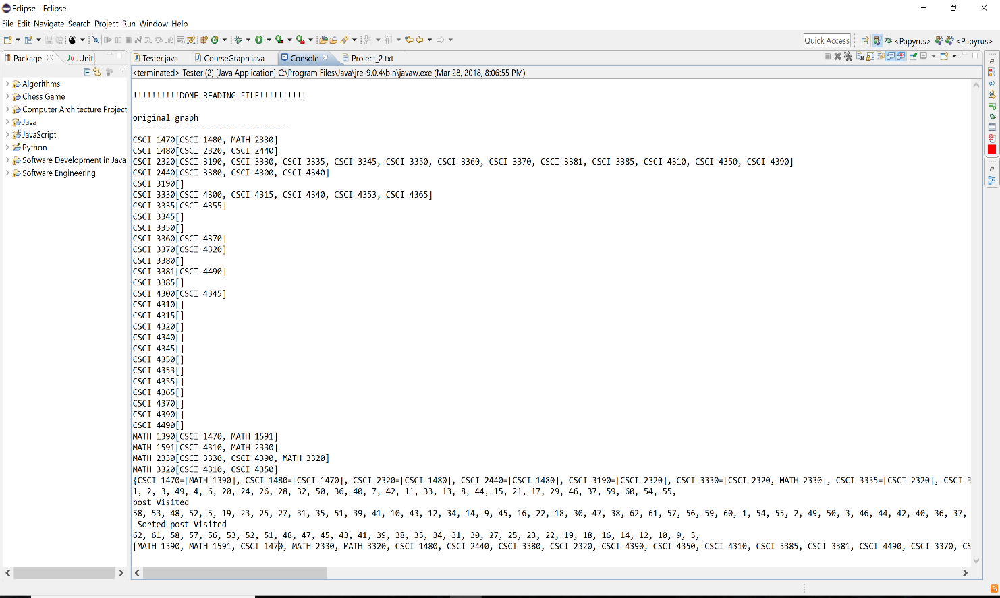 Eclipse - Eclipse
File Edit Navigate Search Project Run Window Help
Quick Access <Papyrus> <Papyrus>
Package JUnit Tester.java CourseGraph.java Console Project_2.txt
<terminated> Tester (2) [Java Application] C:\Program Files\Java\jre-9.0.4\bin\javaw.exe (Mar 28, 2018, 8:06:55 PM)
Algorithms
Chess Game
Computer Architecture Project
Java
JavaScript
Python
Software Development in Java
Software Engineering
!!!!!!!!!!DONE READING FILE!!!!!!!!!!
original graph
----------------------------------
CSCI 1470[CSCI 1480, MATH 2330]
CSCI 1480[CSCI 2320, CSCI 2440]
CSCI 2320[CSCI 3190, CSCI 3330, CSCI 3335, CSCI 3345, CSCI 3350, CSCI 3360, CSCI 3370, CSCI 3381, CSCI 3385, CSCI 4310, CSCI 4350, CSCI 4390]
CSCI 2440[CSCI 3380, CSCI 4300, CSCI 4340]
CSCI 3190[]
CSCI 3330[CSCI 4300, CSCI 4315, CSCI 4340, CSCI 4353, CSCI 4365]
CSCI 3335[CSCI 4355]
CSCI 3345[]
CSCI 3350[]
CSCI 3360[CSCI 4370]
CSCI 3370[CSCI 4320]
CSCI 3380[]
CSCI 3381[CSCI 4490]
CSCI 3385[]
CSCI 4300[CSCI 4345]
CSCI 4310[]
CSCI 4315[]
CSCI 4320[]
CSCI 4340[]
CSCI 4345[]
CSCI 4350[]
CSCI 4353[]
CSCI 4355[]
CSCI 4365[]
CSCI 4370[]
CSCI 4390[]
CSCI 4490[]
MATH 1390[CSCI 1470, MATH 1591]
MATH 1591[CSCI 4310, MATH 2330]
MATH 2330[CSCI 3330, CSCI 4390, MATH 3320]
MATH 3320[CSCI 4310, CSCI 4350]
{CSCI 1470=[MATH 1390], CSCI 1480=[CSCI 1470], CSCI 2320=[CSCI 1480], CSCI 2440=[CSCI 1480], CSCI 3190=[CSCI 2320], CSCI 3330=[CSCI 2320, MATH 2330], CSCI 3335=[CSCI 2320], CSCI 3
1, 2, 3, 49, 4, 6, 20, 24, 26, 28, 32, 50, 36, 40, 7, 42, 11, 33, 13, 8, 44, 15, 21, 17, 29, 46, 37, 59, 60, 54, 55,
post Visited
58, 53, 48, 52, 5, 19, 23, 25, 27, 31, 35, 51, 39, 41, 10, 43, 12, 34, 14, 9, 45, 16, 22, 18, 30, 47, 38, 62, 61, 57, 56, 59, 60, 1, 54, 55, 2, 49, 50, 3, 46, 44, 42, 40, 36, 37,
Sorted post Visited
62, 61, 58, 57, 56, 53, 52, 51, 48, 47, 45, 43, 41, 39, 38, 35, 34, 31, 30, 27, 25, 23, 22, 19, 18, 16, 14, 12, 10, 9, 5,
[MATH 1390, MATH 1591, CSCI 1470, MATH 2330, MATH 3320, CSCI 1480, CSCI 2440, CSCI 3380, CSCI 2320, CSCI 4390, CSCI 4350, CSCI 4310, CSCI 3385, CSCI 3381, CSCI 4490, CSCI 3370, CS